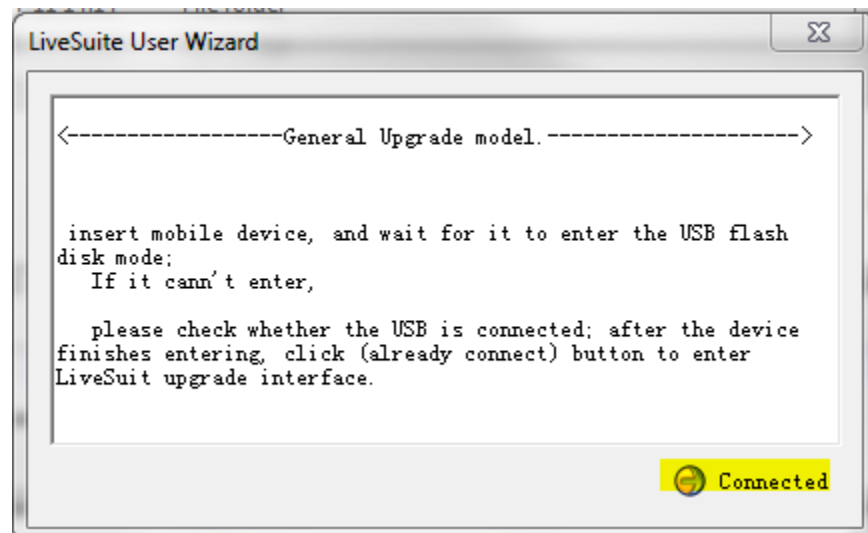 LiveSuite User Wizard
<------------------General Upgrade model.--------------------->
insert mobile device, and wait for it to enter the USB flash
disk mode;
If it cann't enter,
please check whether the USB is connected; after the device
finishes entering, click (already connect) button to enter
LiveSuit upgrade interface.
Connected